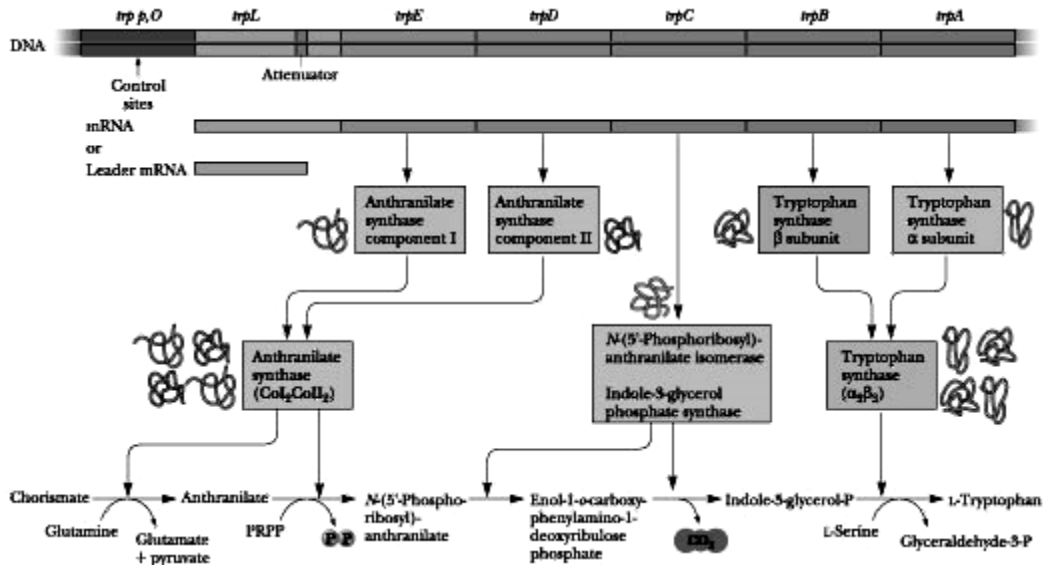 trp p,O trpL trpE trpD trpC trpB trpA
DNA
Attenuator
Control
sites
mRNA
or
Leader mRNA
Anthranilate
synthase
component I
Anthranilate
synthase
component II
Tryptophan
synthase
β subunit
Tryptophan
synthase
α subunit
Anthranilate
synthase
(CoI₂CoII₂)
N-(5'-Phosphoribosyl)-
anthranilate isomerase
Indole-3-glycerol
phosphate synthase
Tryptophan
synthase
(α₂β₂)
Chorismate
Glutamine
Glutamate
+ pyruvate
Anthranilate
PRPP
P P
N-(5'-Phospho-
ribosyl)-
anthranilate
Enol-1-o-carboxy-
phenylamino-1-
deoxyribulose
phosphate
CO₂
Indole-3-glycerol-P
L-Serine
Glyceraldehyde-3-P
L-Tryptophan